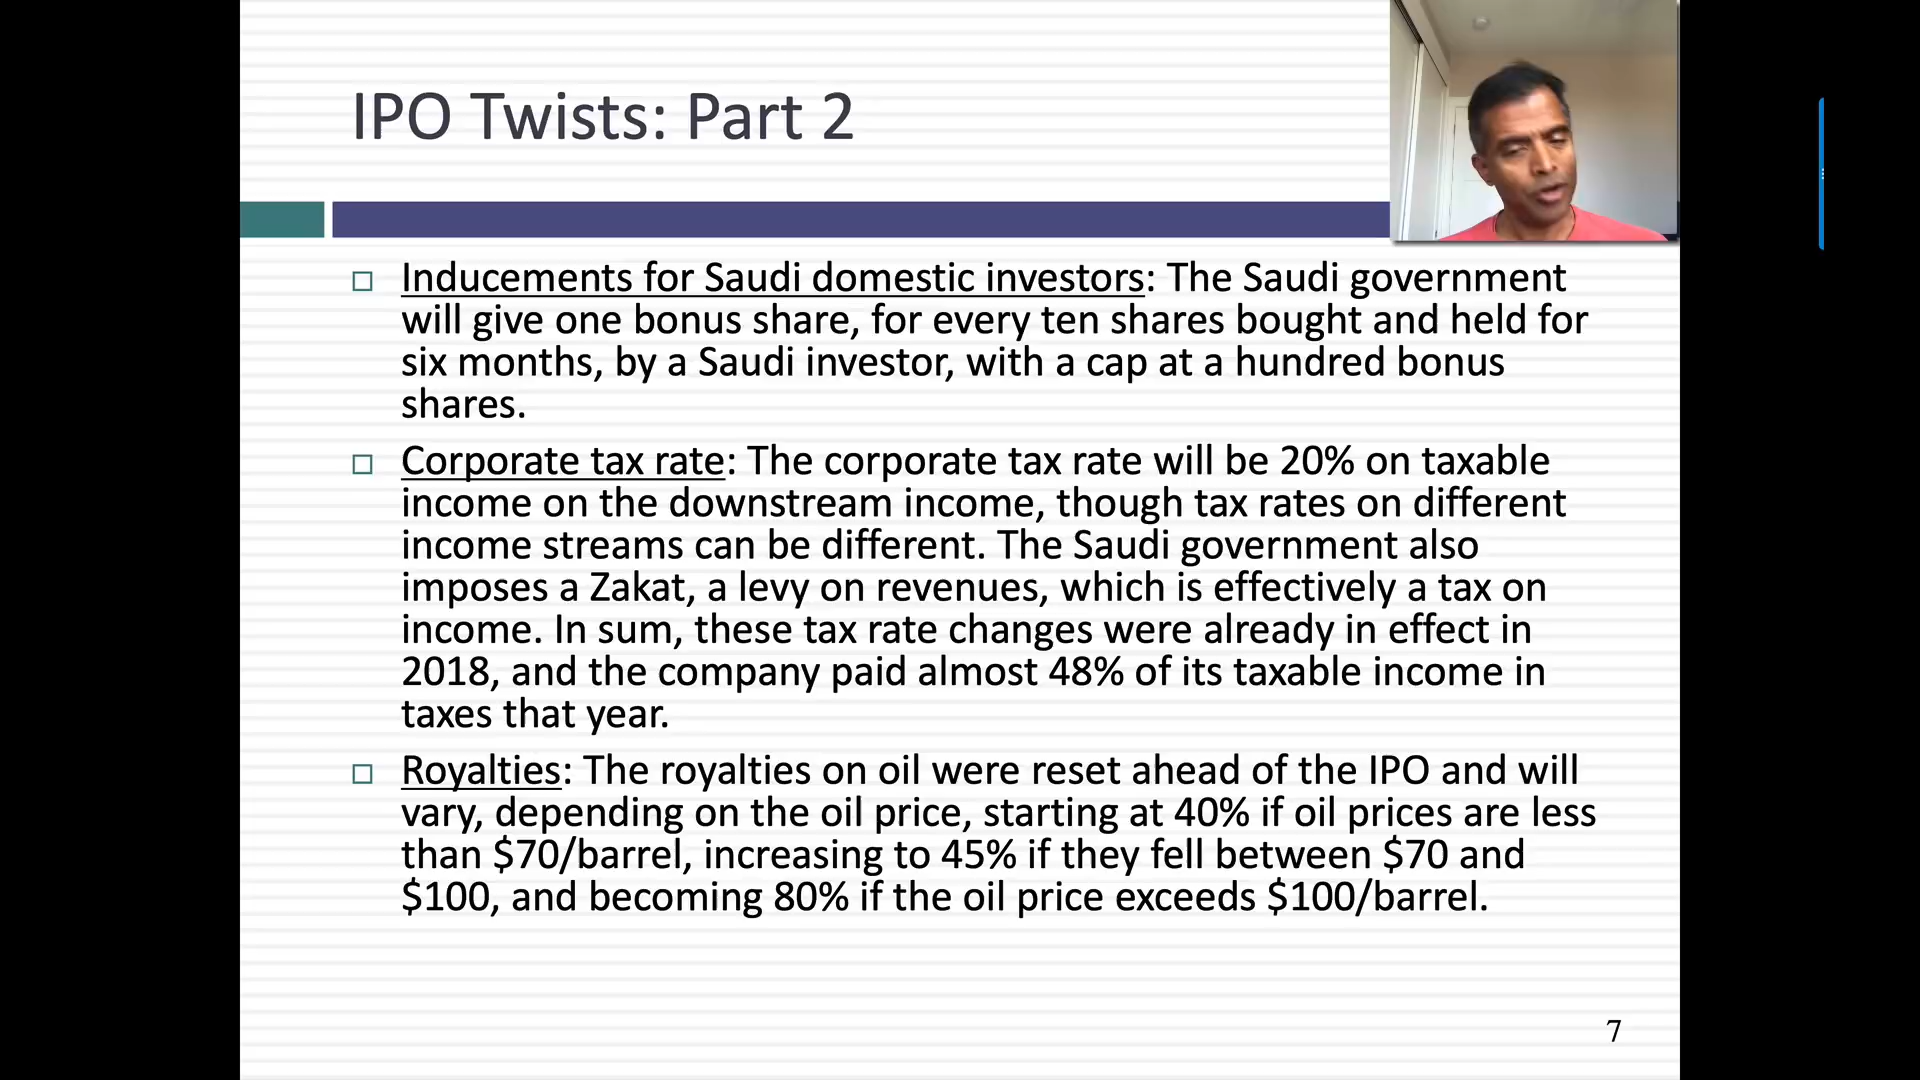 IPO Twists: Part 2
Inducements for Saudi domestic investors: The Saudi government
will give one bonus share, for every ten shares bought and held for
six months, by a Saudi investor, with a cap at a hundred bonus
shares.
Corporate tax rate: The corporate tax rate will be 20% on taxable
income on the downstream income, though tax rates on different
income streams can be different. The Saudi government also
imposes a Zakat, a levy on revenues, which is effectively a tax on
income. In sum, these tax rate changes were already in effect in
2018, and the company paid almost 48% of its taxable income in
taxes that year.
Royalties: The royalties on oil were reset ahead of the IPO and will
vary, depending on the oil price, starting at 40% if oil prices are less
than $70/barrel, increasing to 45% if they fell between $70 and
$100, and becoming 80% if the oil price exceeds $100/barrel.
7